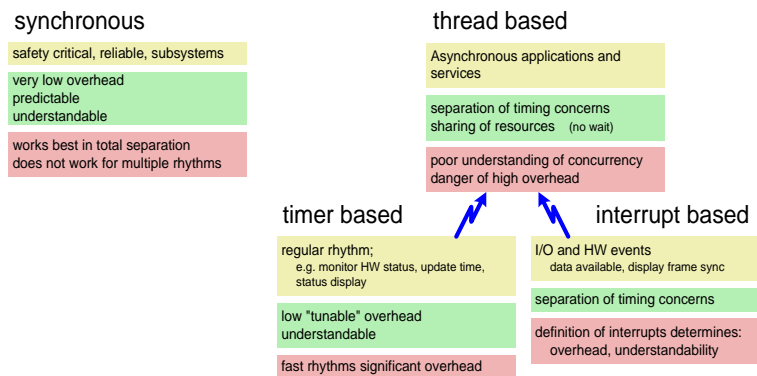 synchronous
safety critical, reliable, subsystems
very low overhead
predictable
understandable
works best in total separation
does not work for multiple rhythms
thread based
Asynchronous applications and
services
separation of timing concerns
sharing of resources (no wait)
poor understanding of concurrency
danger of high overhead
timer based
regular rhythm;
e.g. monitor HW status, update time,
status display
low "tunable" overhead
understandable
fast rhythms significant overhead
interrupt based
I/O and HW events
data available, display frame sync
separation of timing concerns
definition of interrupts determines:
overhead, understandability